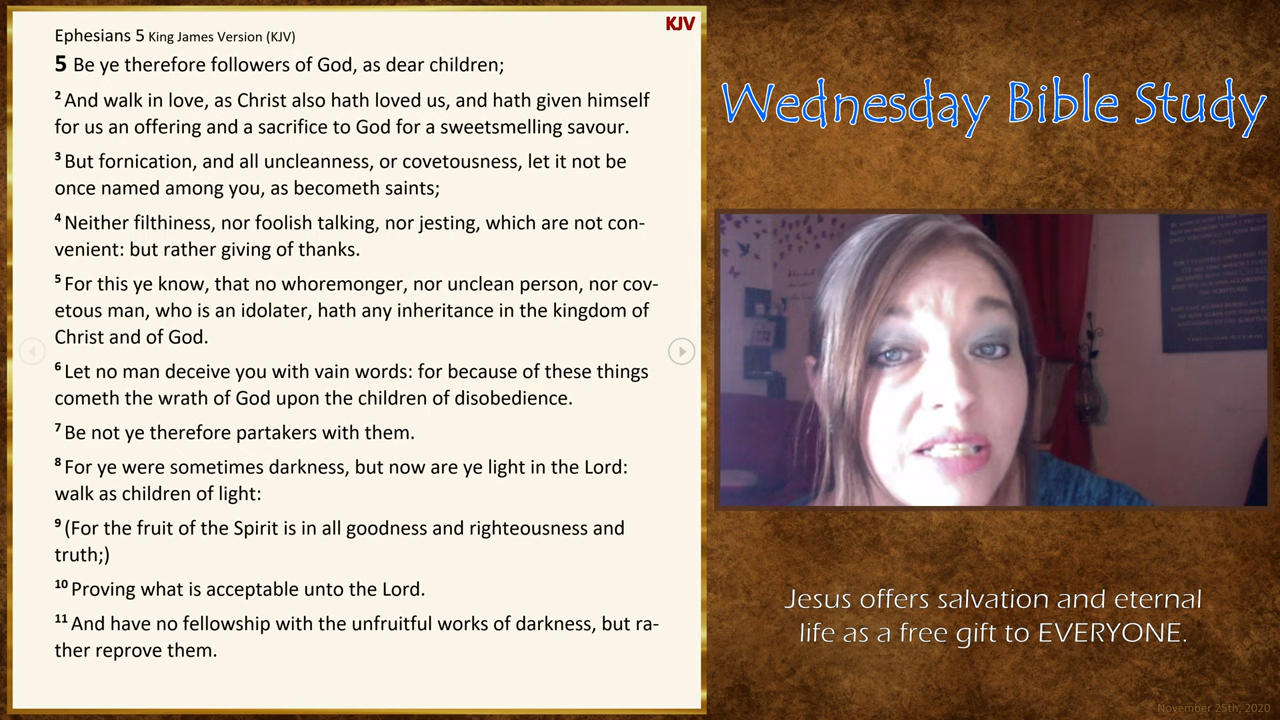 KJV
Ephesians 5 King James Version (KJV)
5 Be ye therefore followers of God, as dear children;
2 And walk in love, as Christ also hath loved us, and hath given himself
for us an offering and a sacrifice to God for a sweetsmelling savour.
3 But fornication, and all uncleanness, or covetousness, let it not be
once named among you, as becometh saints;
4 Neither filthiness, nor foolish talking, nor jesting, which are not con-
venient: but rather giving of thanks.
5 For this ye know, that no whoremonger, nor unclean person, nor cov-
etous man, who is an idolater, hath any inheritance in the kingdom of
Christ and of God.
6 Let no man deceive you with vain words: for because of these things
cometh the wrath of God upon the children of disobedience.
7 Be not ye therefore partakers with them.
8 For ye were sometimes darkness, but now are ye light in the Lord:
walk as children of light:
9 (For the fruit of the Spirit is in all goodness and righteousness and
truth;)
10 Proving what is acceptable unto the Lord.
11 And have no fellowship with the unfruitful works of darkness, but ra-
ther reprove them.
Wednesday Bible Study
Jesus offers salvation and eternal
life as a free gift to EVERYONE.
November 25th, 2020